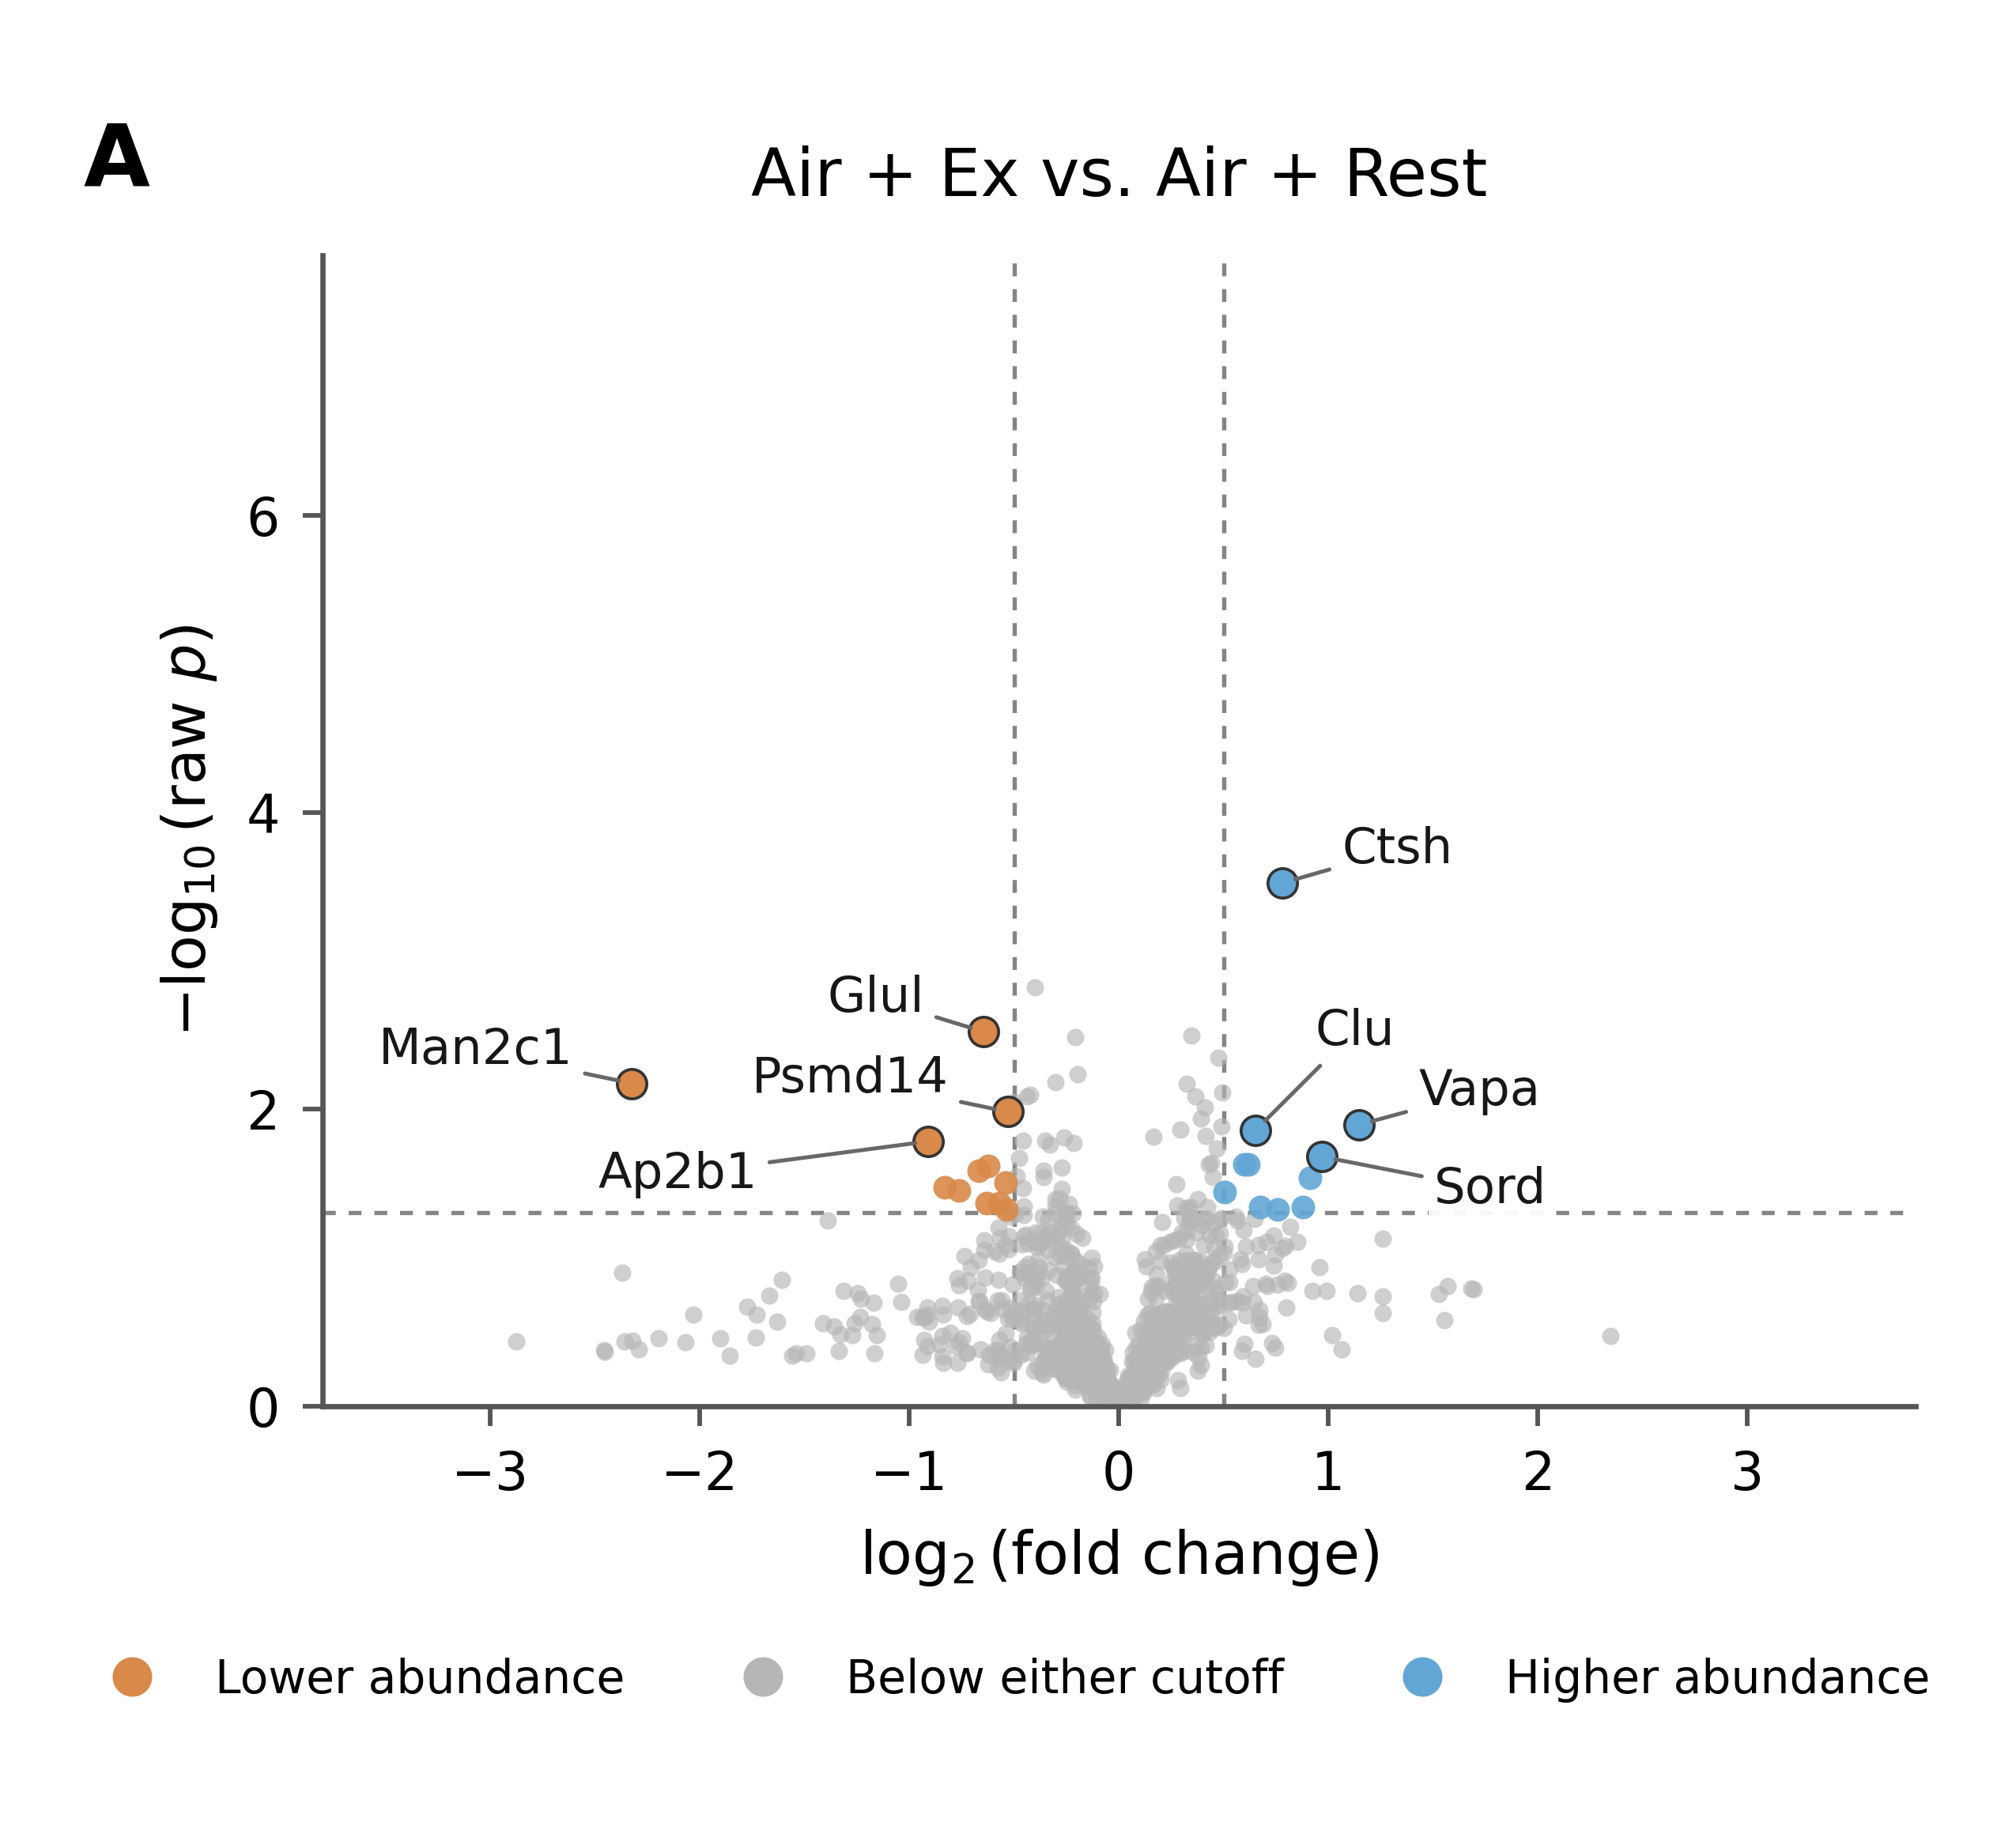 A
Air + Ex vs. Air + Rest
−log₁₀ (raw p)
6
4
2
0
Ctsh
Glul
Clu
Man2c1
Psmd14
Vapa
Ap2b1
Sord
−3 −2 −1 0 1 2 3
log₂ (fold change)
Lower abundance Below either cutoff Higher abundance